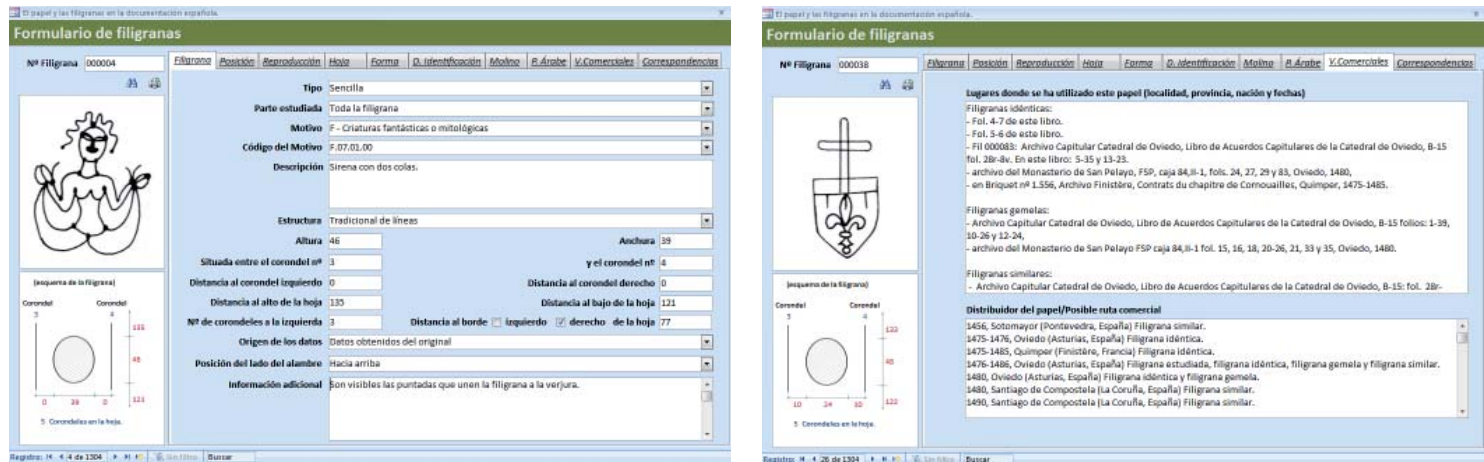 El papel y las filigranas en la documentación española.
Formulario de filigranas
Nº Filigrana 000004
Filigrana Posición Reproducción Hoja Forma D. Identificación Molino P. Árabe V.Comerciales Correspondencias
Tipo Sencilla
Parte estudiada Toda la filigrana
Motivo F - Criaturas fantásticas o mitológicas
Código del Motivo F.07.01.00
Descripción Sirena con dos colas.
Estructura Tradicional de líneas
Altura 46 Anchura 39
Situada entre el corondel nº 3 y el corondel nº 4
Distancia al corondel izquierdo 0 Distancia al corondel derecho 0
Distancia al alto de la hoja 135 Distancia al bajo de la hoja 121
Nº de corondeles a la izquierda 3 Distancia al borde izquierdo derecho de la hoja 77
Origen de los datos Datos obtenidos del original
Posición del lado del alambre Hacia arriba
Información adicional Son visibles las puntadas que unen la filigrana a la verjura.
(esquema de la filigrana)
Corondel Corondel
3 4
135
46
121
0 0
5 Corondeles en la hoja.
Registro: 4 de 1304 Sin filtro Buscar
El papel y las filigranas en la documentación española.
Formulario de filigranas
Nº Filigrana 000038
Filigrana Posición Reproducción Hoja Forma D. Identificación Molino P. Árabe V.Comerciales Correspondencias
Lugares donde se ha utilizado este papel (localidad, provincia, nación y fechas)
Filigranas idénticas:
- Fol. 4-7 de este libro.
- Fol. 5-6 de este libro.
- Fil 000083: Archivo Capitular Catedral de Oviedo, Libro de Acuerdos Capitulares de la Catedral de Oviedo, B-15
fol. 28r-8v. En este libro: 5-35 y 13-23.
- archivo del Monasterio de San Pelayo, FSP, caja 84,II-1, fols. 24, 27, 29 y 83, Oviedo, 1480,
- en Briquet nº 1.556, Archivo Finistère, Contrats du chapitre de Cornouailles, Quimper, 1475-1485.
Filigranas gemelas:
- Archivo Capitular Catedral de Oviedo, Libro de Acuerdos Capitulares de la Catedral de Oviedo, B-15 folios: 1-39,
10-26 y 12-24,
- archivo del Monasterio de San Pelayo FSP caja 84,II-1 fol. 15, 16, 18, 20-26, 21, 33 y 35, Oviedo, 1480.
Filigranas similares:
- Archivo Capitular Catedral de Oviedo, Libro de Acuerdos Capitulares de la Catedral de Oviedo, B-15: fol. 28r-
Distribuidor del papel/Posible ruta comercial
1456, Sotomayor (Pontevedra, España) Filigrana similar.
1475-1476, Oviedo (Asturias, España) Filigrana idéntica.
1475-1485, Quimper (Finistère, Francia) Filigrana idéntica.
1476-1486, Oviedo (Asturias, España) Filigrana estudiada, filigrana idéntica, filigrana gemela y filigrana similar.
1480, Oviedo (Asturias, España) Filigrana idéntica y filigrana gemela.
1480, Santiago de Compostela (La Coruña, España) Filigrana similar.
1490, Santiago de Compostela (La Coruña, España) Filigrana similar.
(esquema de la filigrana)
Corondel Corondel
3 4
48
10 10
5 Corondeles en la hoja.
Registro: 26 de 1304 Sin filtro Buscar